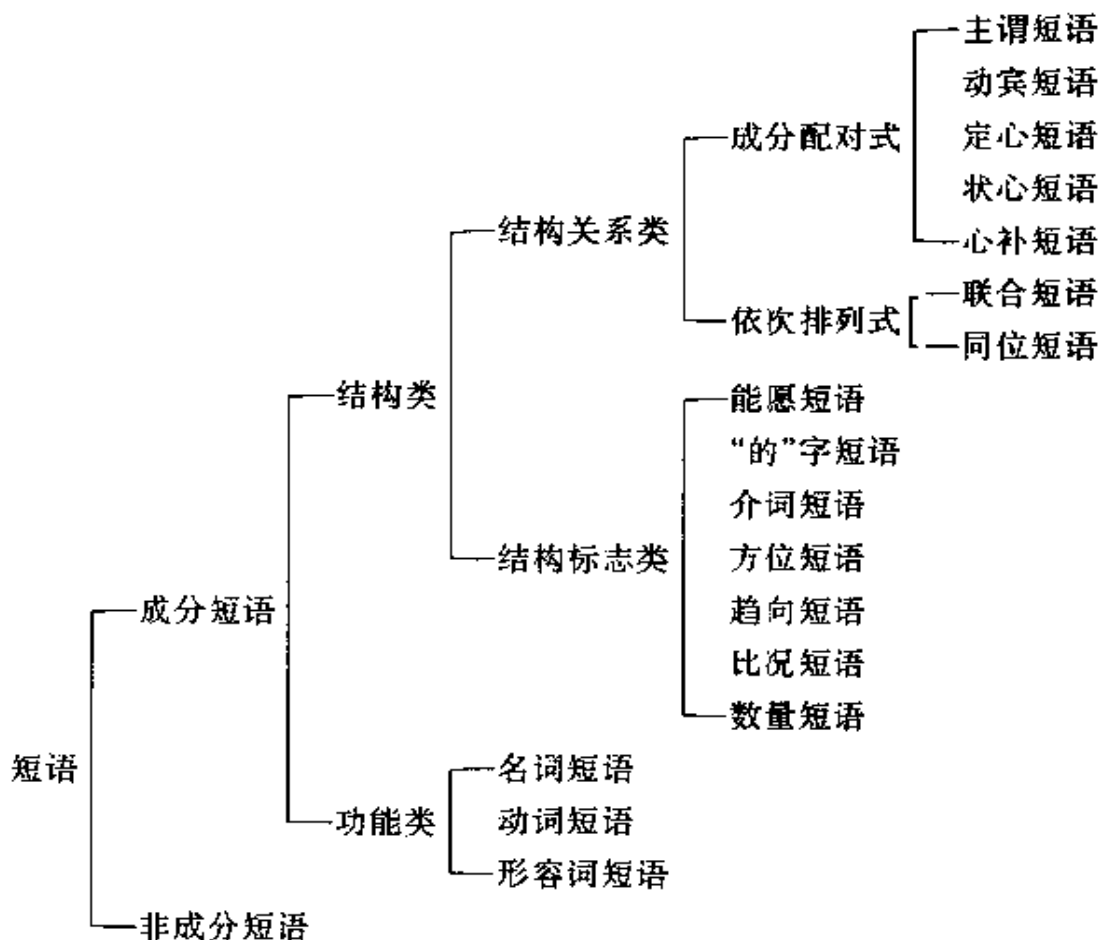 主谓短语
动宾短语
成分配对式
定心短语
状心短语
结构关系类
心补短语
联合短语
依次排列式
同位短语
结构类
能愿短语
“的”字短语
介词短语
方位短语
结构标志类
成分短语
趋向短语
比况短语
数量短语
短语
名词短语
功能类
动词短语
形容词短语
非成分短语